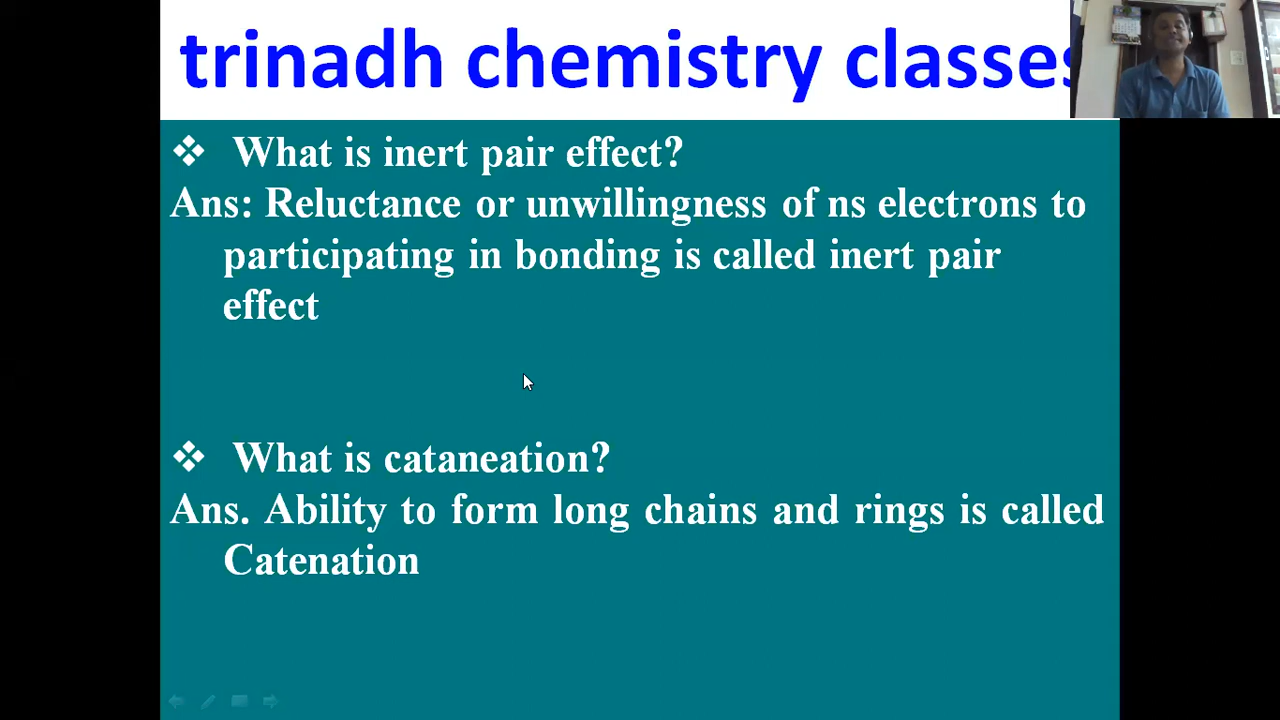 trinadh chemistry classes
❖ What is inert pair effect?
Ans: Reluctance or unwillingness of ns electrons to
participating in bonding is called inert pair
effect
❖ What is cataneation?
Ans. Ability to form long chains and rings is called
Catenation